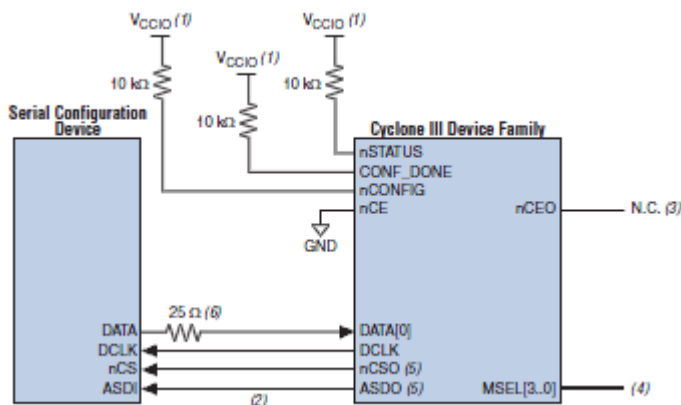 VCCIO (1)
VCCIO (1)
VCCIO (1)
10 kΩ
10 kΩ
10 kΩ
Serial Configuration
Device
Cyclone III Device Family
nSTATUS
CONF_DONE
nCONFIG
nCE
nCEO
N.C. (3)
GND
25 Ω (6)
DATA
DATA[0]
DCLK
DCLK
nCS
nCSO (5)
ASDI
(2)
ASDO (5)
MSEL[3..0]
(4)